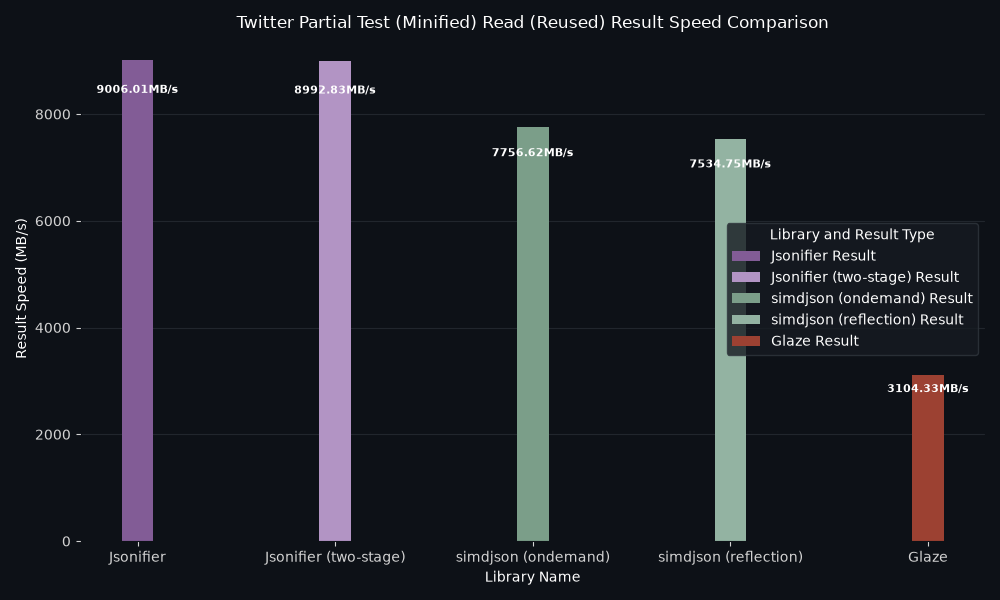 Twitter Partial Test (Minified) Read (Reused) Result Speed Comparison
9006.01MB/s
8992.83MB/s
8000
7756.62MB/s
7534.75MB/s
6000
Library and Result Type
Jsonifier Result
Jsonifier (two-stage) Result
simdjson (ondemand) Result
simdjson (reflection) Result
Glaze Result
Result Speed (MB/s)
4000
3104.33MB/s
2000
0
Jsonifier
Jsonifier (two-stage)
simdjson (ondemand)
simdjson (reflection)
Glaze
Library Name